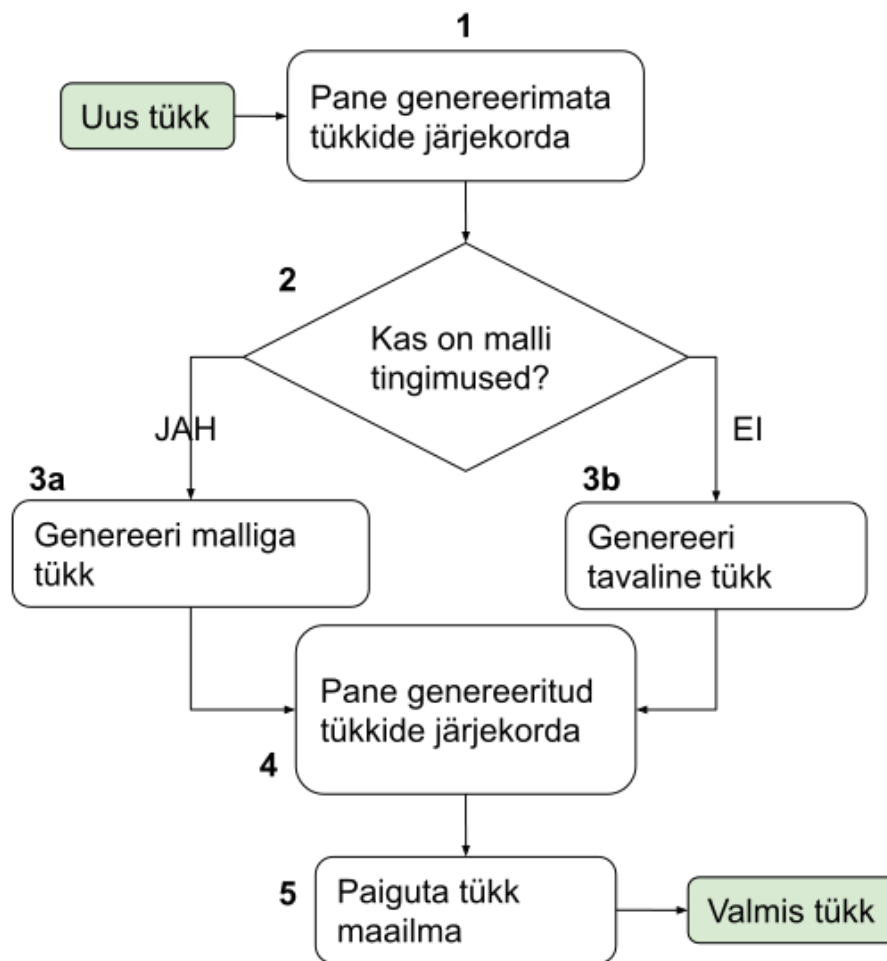 1
Uus tükk
Pane genereerimata
tükkide järjekorda
2
Kas on malli
tingimused?
JAH
EI
3a
3b
Genereeri malliga
tükk
Genereeri
tavaline tükk
Pane genereeritud
tükkide järjekorda
4
5
Paiguta tükk
maailma
Valmis tükk